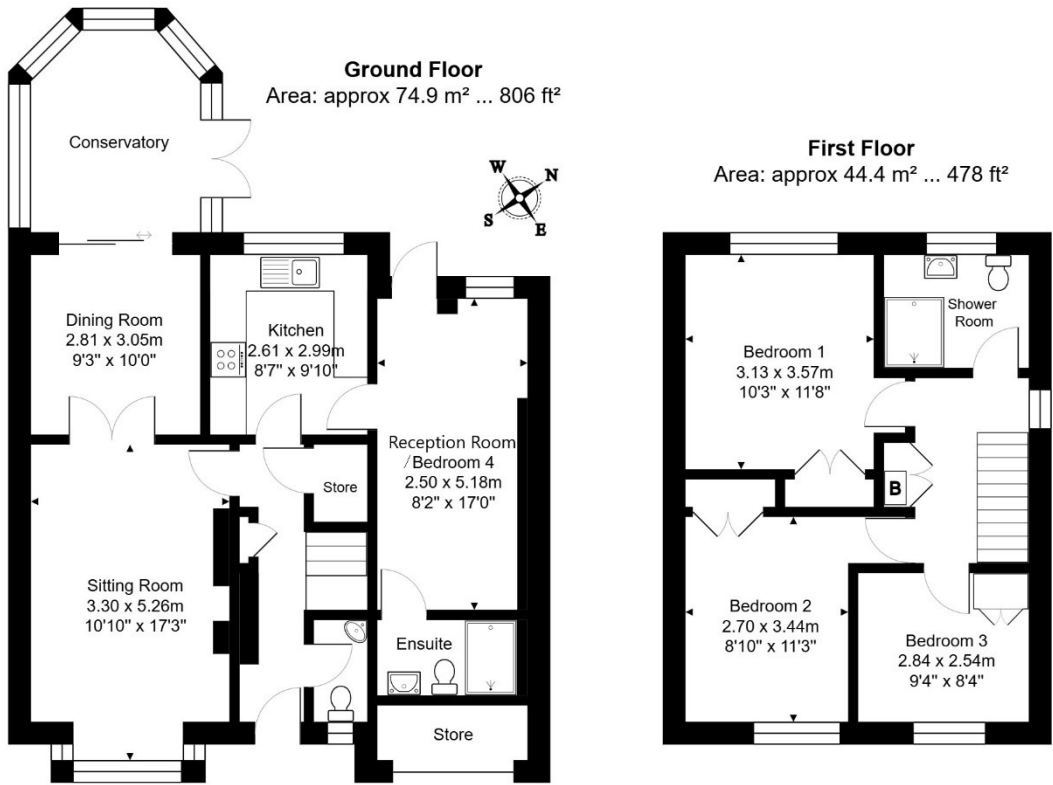 Ground Floor
Area: approx 74.9 m² ... 806 ft²
Conservatory
W
N
S
E
Dining Room
2.81 x 3.05m
9'3" x 10'0"
Kitchen
2.61 x 2.99m
8'7" x 9'10"
Reception Room
/Bedroom 4
2.50 x 5.18m
8'2" x 17'0"
Store
Sitting Room
3.30 x 5.26m
10'10" x 17'3"
Ensuite
Store
First Floor
Area: approx 44.4 m² ... 478 ft²
Shower
Room
Bedroom 1
3.13 x 3.57m
10'3" x 11'8"
B
Bedroom 2
2.70 x 3.44m
8'10" x 11'3"
Bedroom 3
2.84 x 2.54m
9'4" x 8'4"